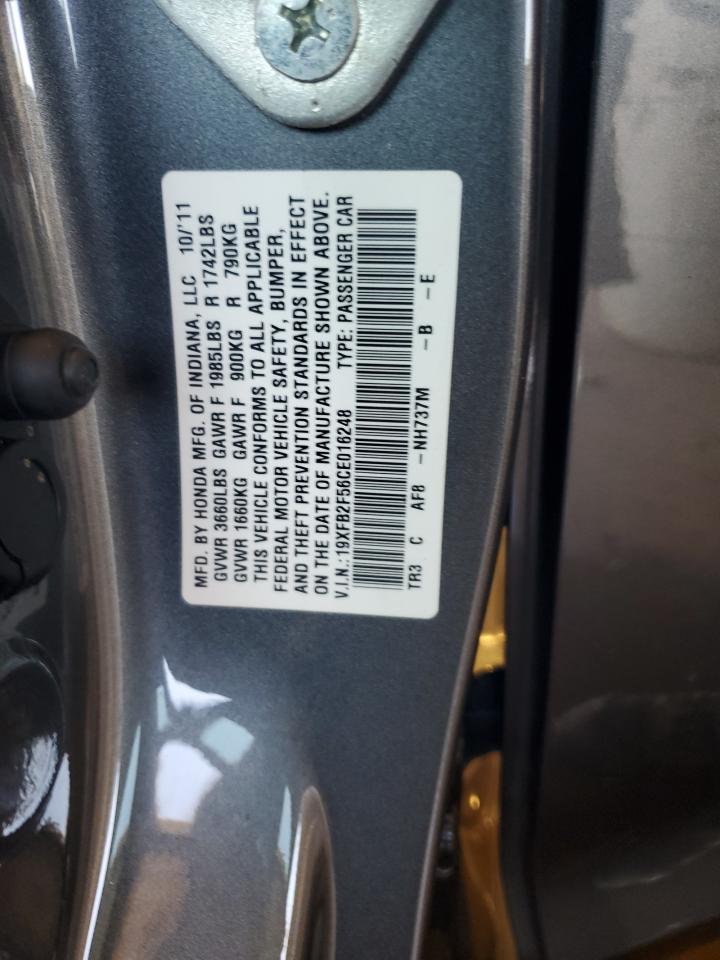 MFD. BY HONDA MFG. OF INDIANA, LLC 10/'11
GVWR 3660LBS GAWR F 1985LBS R 1742LBS
GVWR 1660KG GAWR F 900KG R 790KG
THIS VEHICLE CONFORMS TO ALL APPLICABLE
FEDERAL MOTOR VEHICLE SAFETY, BUMPER,
AND THEFT PREVENTION STANDARDS IN EFFECT
ON THE DATE OF MANUFACTURE SHOWN ABOVE.
V.I.N.:19XFB2F56CE016248 TYPE: PASSENGER CAR
TR3 C AF8 -NH737M -B -E